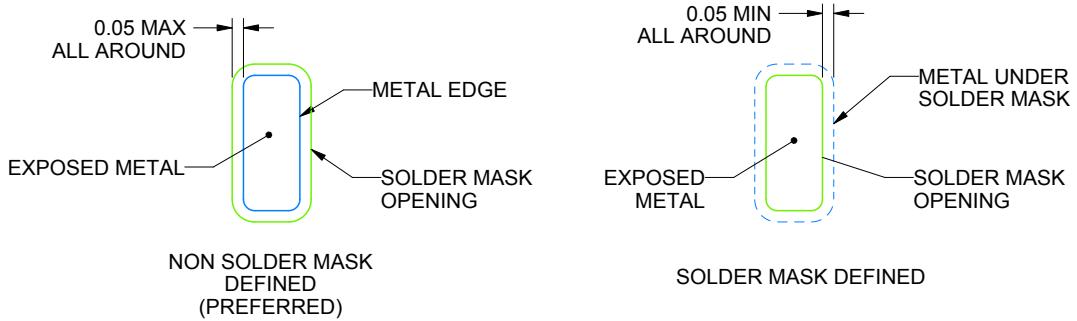 0.05 MAX
ALL AROUND
METAL EDGE
EXPOSED METAL
SOLDER MASK
OPENING
NON SOLDER MASK
DEFINED
(PREFERRED)
0.05 MIN
ALL AROUND
METAL UNDER
SOLDER MASK
EXPOSED
METAL
SOLDER MASK
OPENING
SOLDER MASK DEFINED